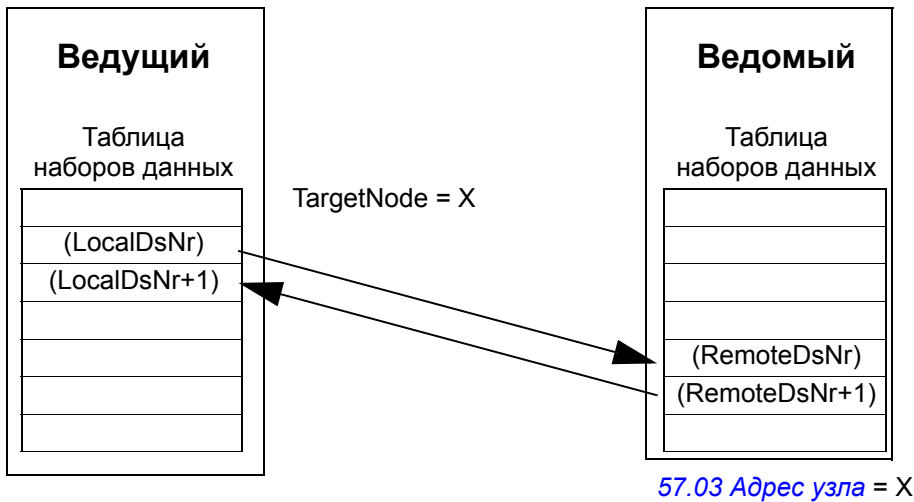 Ведущий
Таблица
наборов данных
(LocalDsNr)
(LocalDsNr+1)
TargetNode = X
Ведомый
Таблица
наборов данных
(RemoteDsNr)
(RemoteDsNr+1)
57.03 Адрес узла = X